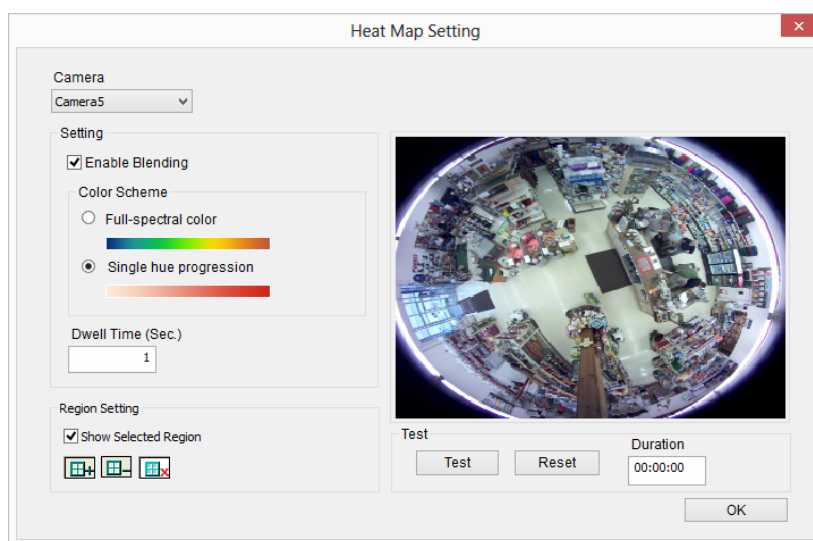 Heat Map Setting
Camera
Camera5
Setting
Enable Blending
Color Scheme
Full-spectral color
Single hue progression
Dwell Time (Sec.)
1
Region Setting
Show Selected Region
Test
Test
Reset
Duration
00:00:00
OK